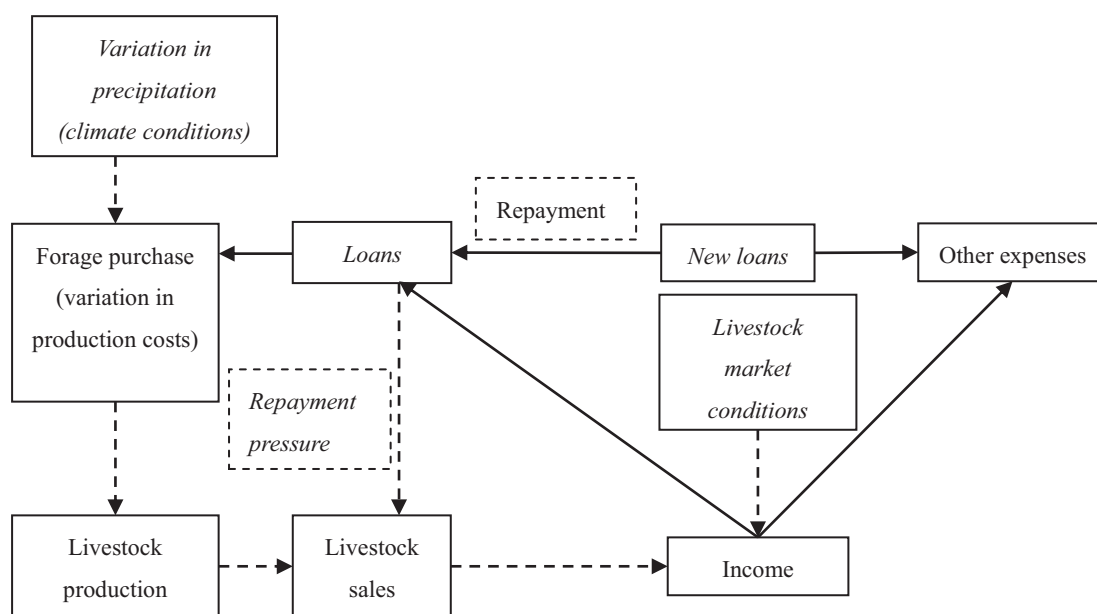 Variation in
precipitation
(climate conditions)
Repayment
Forage purchase
(variation in
production costs)
Loans
New loans
Other expenses
Livestock
market
conditions
Repayment
pressure
Livestock
production
Livestock
sales
Income